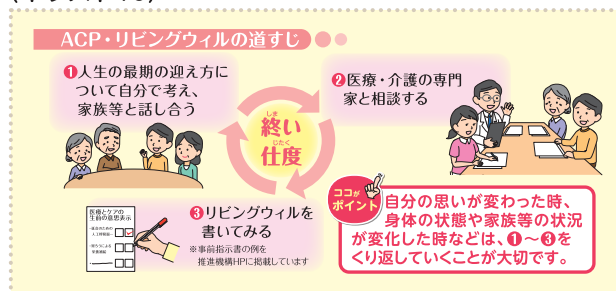 ACP・リビングウィルの道すじ
❶人生の最期の迎え方に
ついて自分で考え、
家族等と話し合う
❷医療・介護の専門
家と相談する
しま
終い
じたく
仕度
❸リビングウィルを
書いてみる
※事前指示書の例を
推進機構HPに掲載しています
医療とケアの
生前の意思表示
ココが
ポイント
自分の思いが変わった時、
身体の状態や家族等の状況
が変化した時などは、❶～❸を
くり返していくことが大切です。